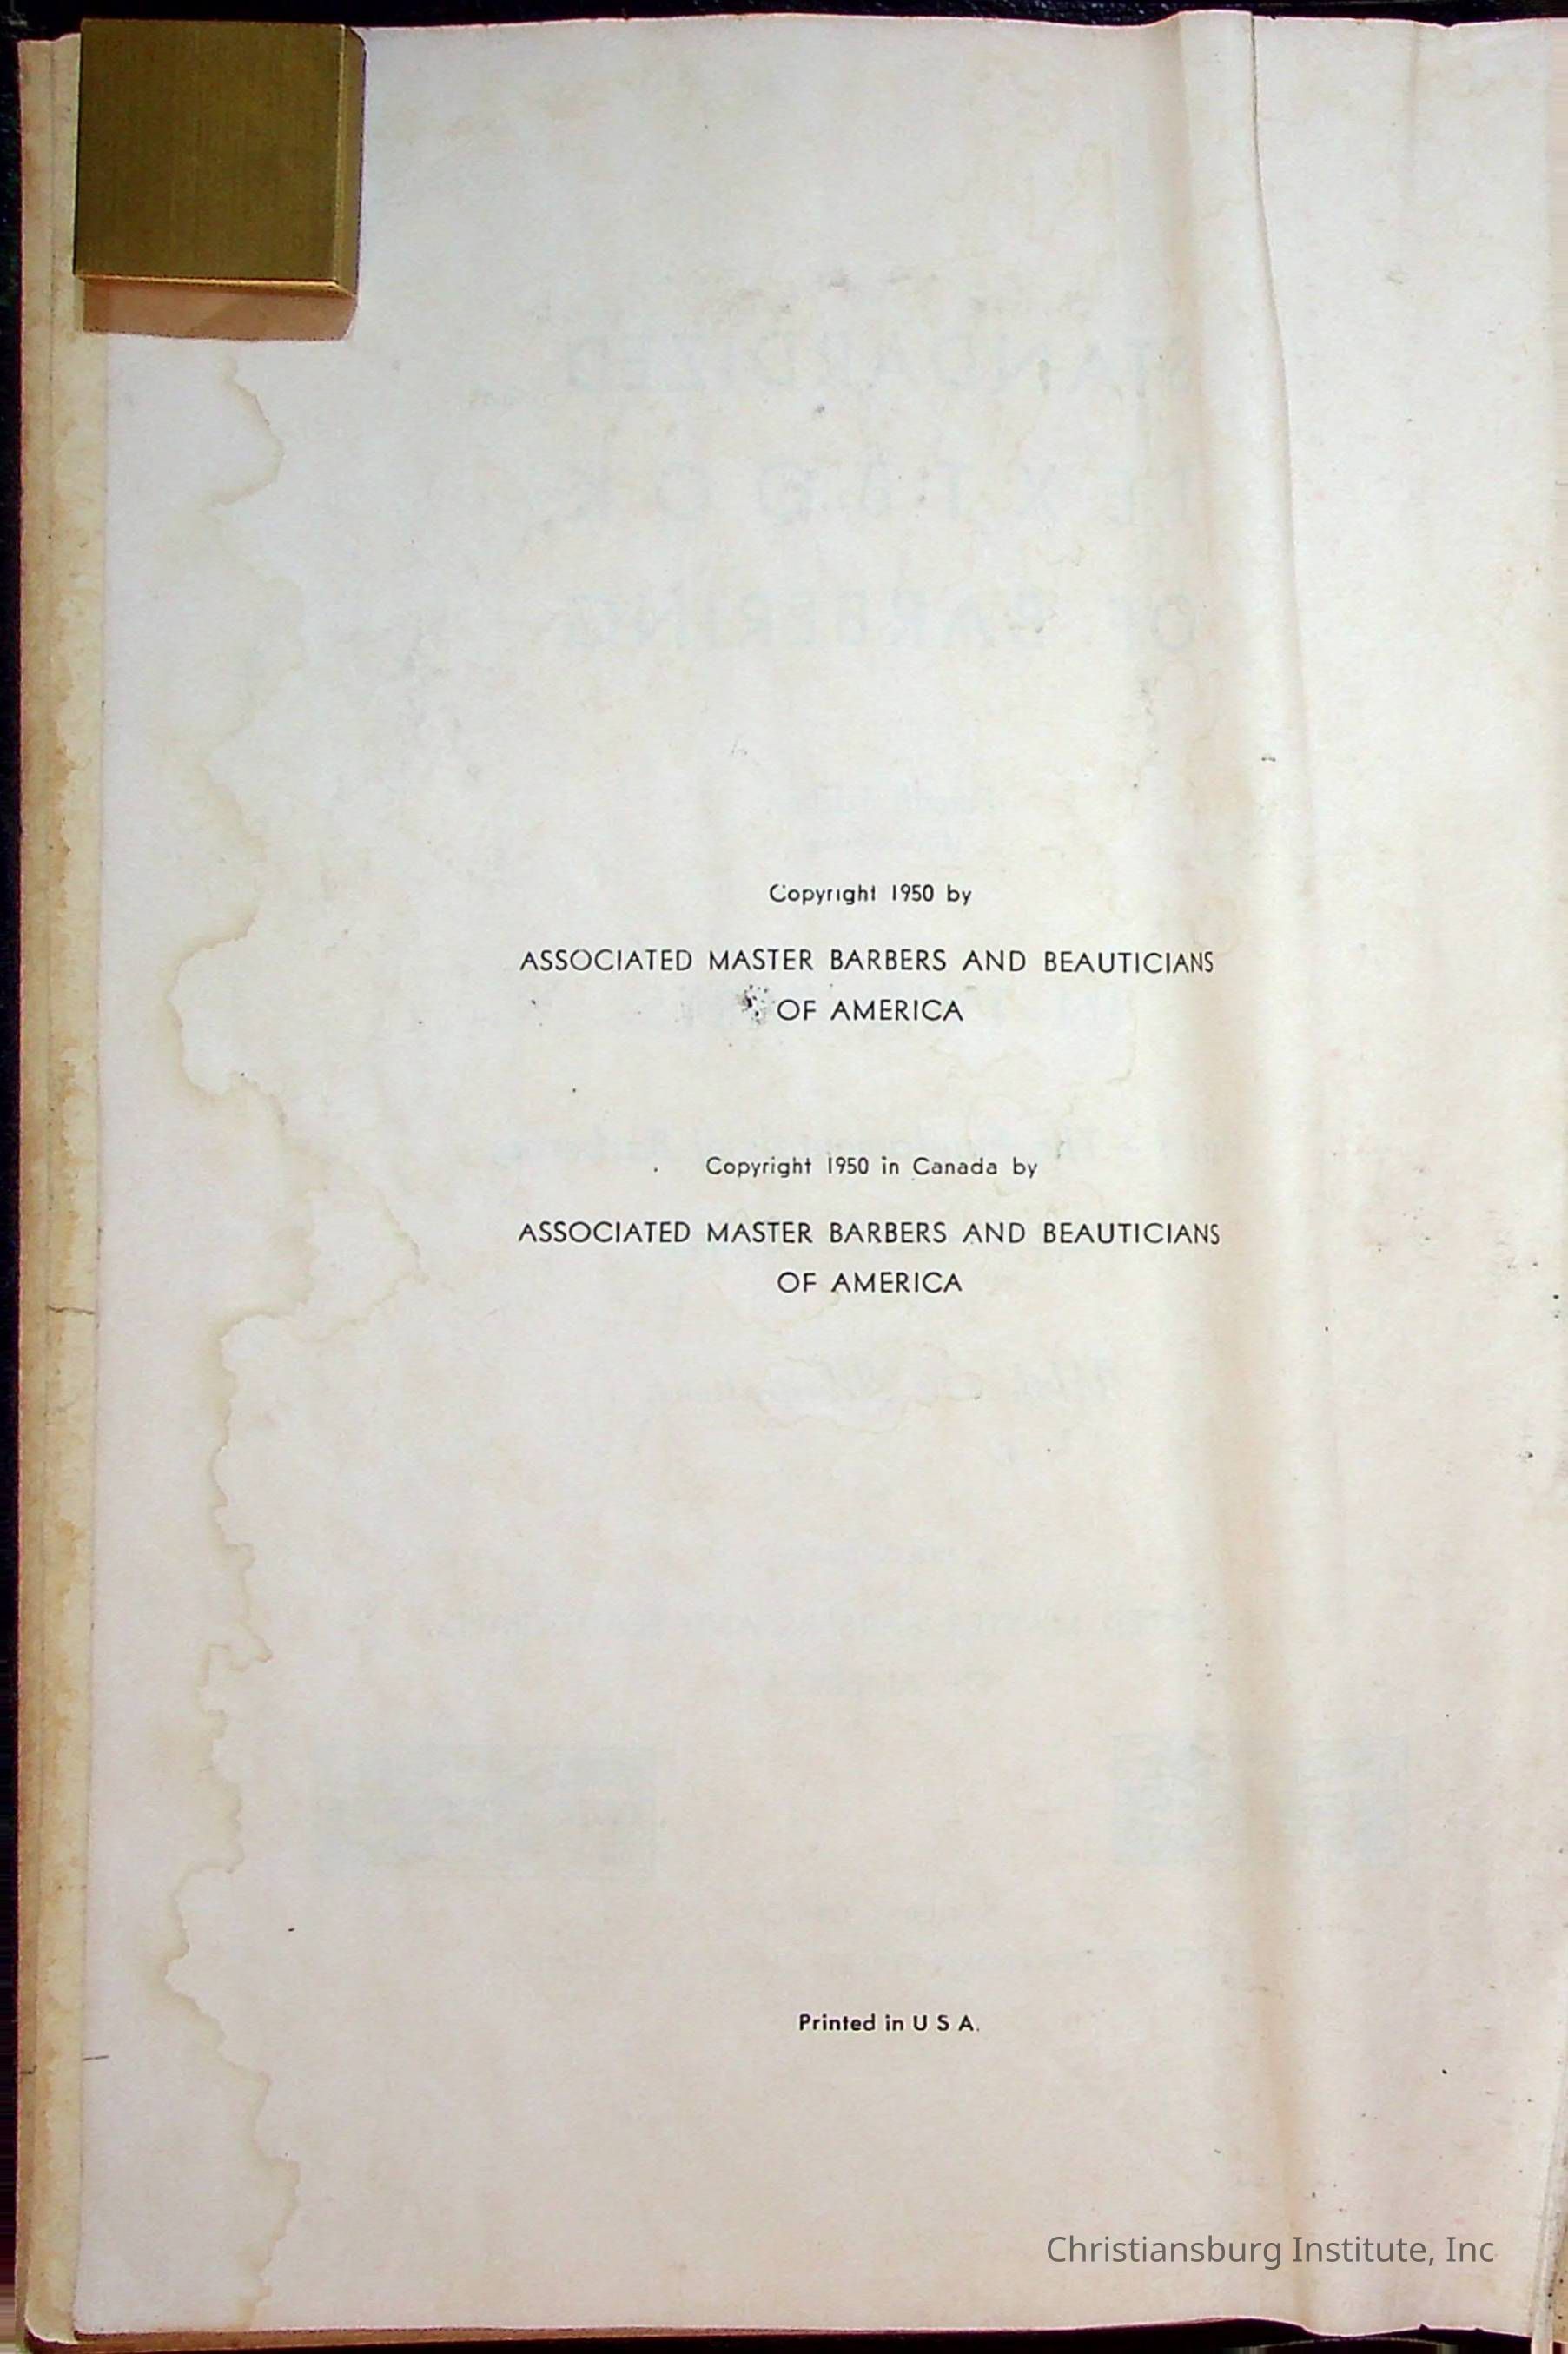 Copyright 1950 by
ASSOCIATED MASTER BARBERS AND BEAUTICIANS
OF AMERICA
Copyright 1950 in Canada by
ASSOCIATED MASTER BARBERS AND BEAUTICIANS
OF AMERICA
Printed in U S A.
Christiansburg Institute, Inc